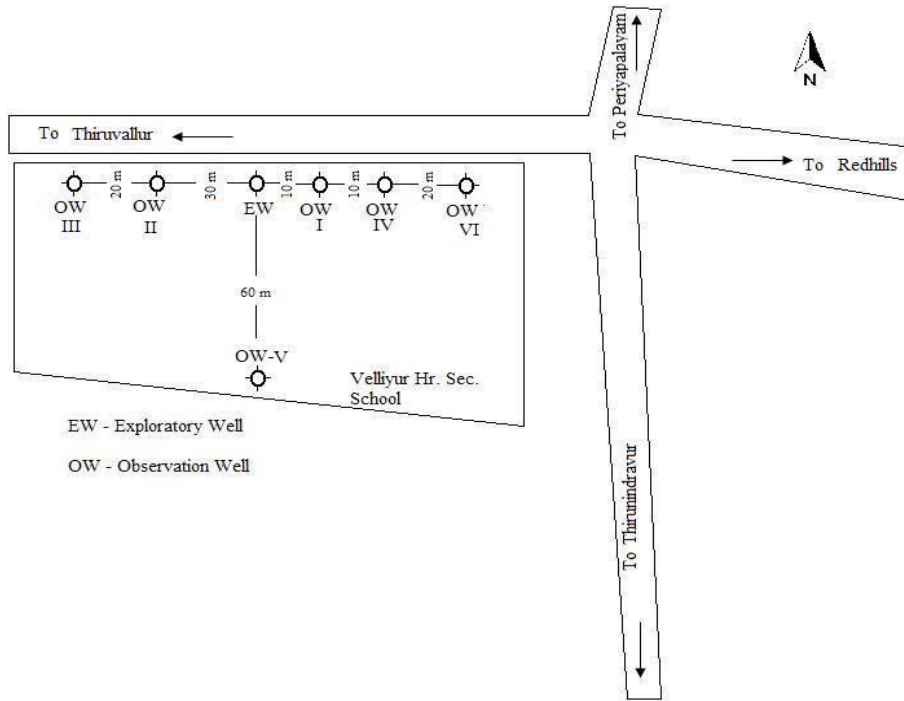 To Periyapalayam
N
To Thiruvallur
To Redhills
20 m
30 m
10 m
10 m
20 m
OW
III
OW
II
EW
OW
I
OW
IV
OW
VI
60 m
OW-V
Velliyur Hr. Sec.
School
EW - Exploratory Well
OW - Observation Well
To Thirunindravur